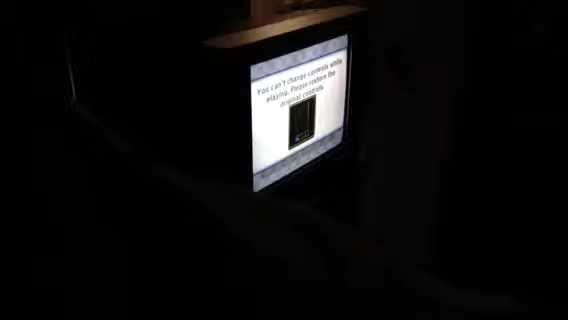 You can't change controls while
playing. Please restore the
original controls.